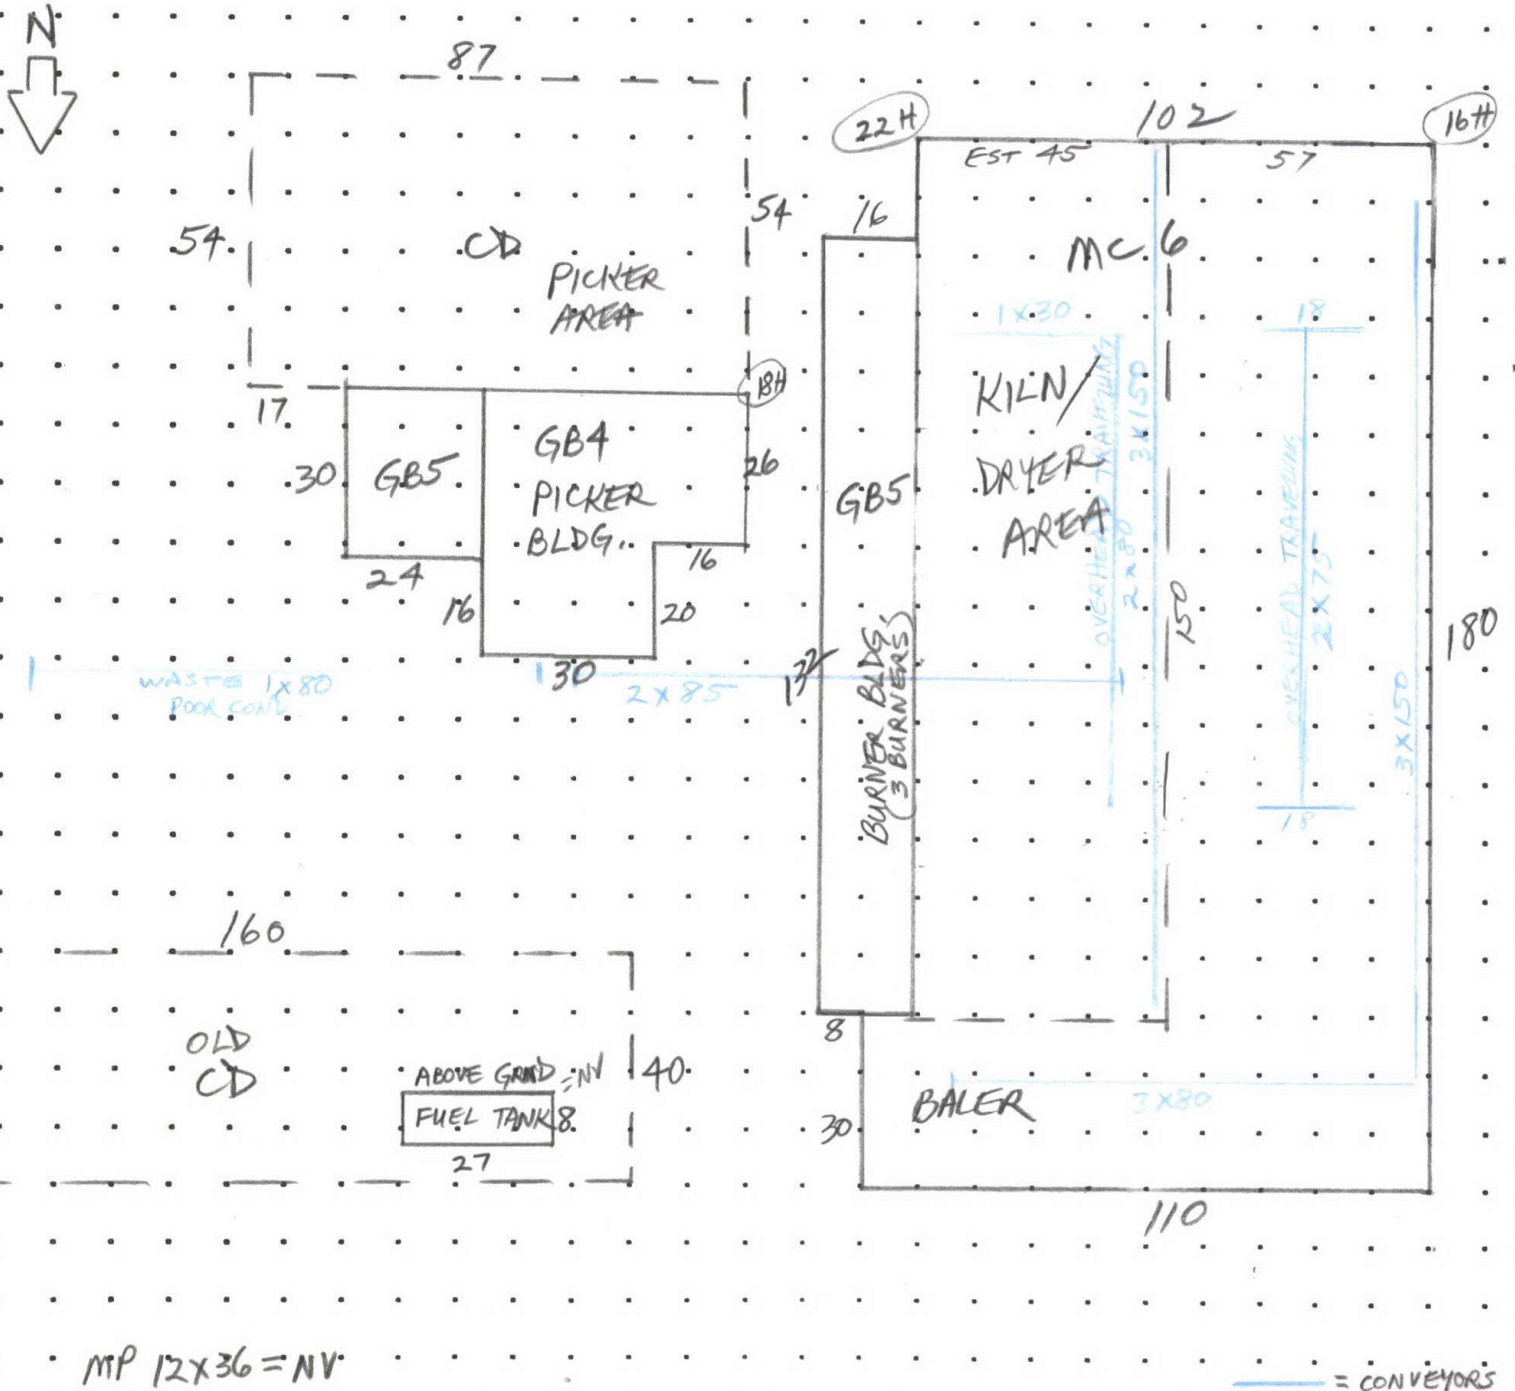 N
87
54
CD
PICKER
AREA
54
17
18H
30
GB5
24
GB4
PICKER
BLDG.
26
16
16
20
30
22H
102
16H
EST 45
57
16
MC 6
1X30
18
KILN/
DRYER
AREA
3X150
OVERHEAD TRAVELING
2X80
OVERHEAD TRAVELING
2X75
GB5
150
180
132
BURNER BLDG.
(3 BURNERS)
WASTE 1X80
POOR COND.
2X85
3X150
18
160
OLD
CD
ABOVE GRND = NV
FUEL TANK 8
27
40
8
30
BALER
3X80
110
MP 12X36 = NV
= CONVEYORS